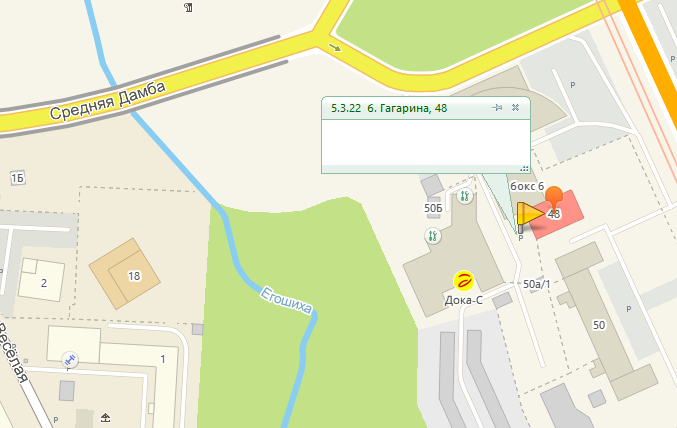 Средняя Дамба
5.3.22 б. Гагарина, 48
Р
1Б
бокс 6
50Б
48
Р
18
2
Егошиха
Дока-С
50а/1
50
Р
Весёлая
Р
1
Р
Р